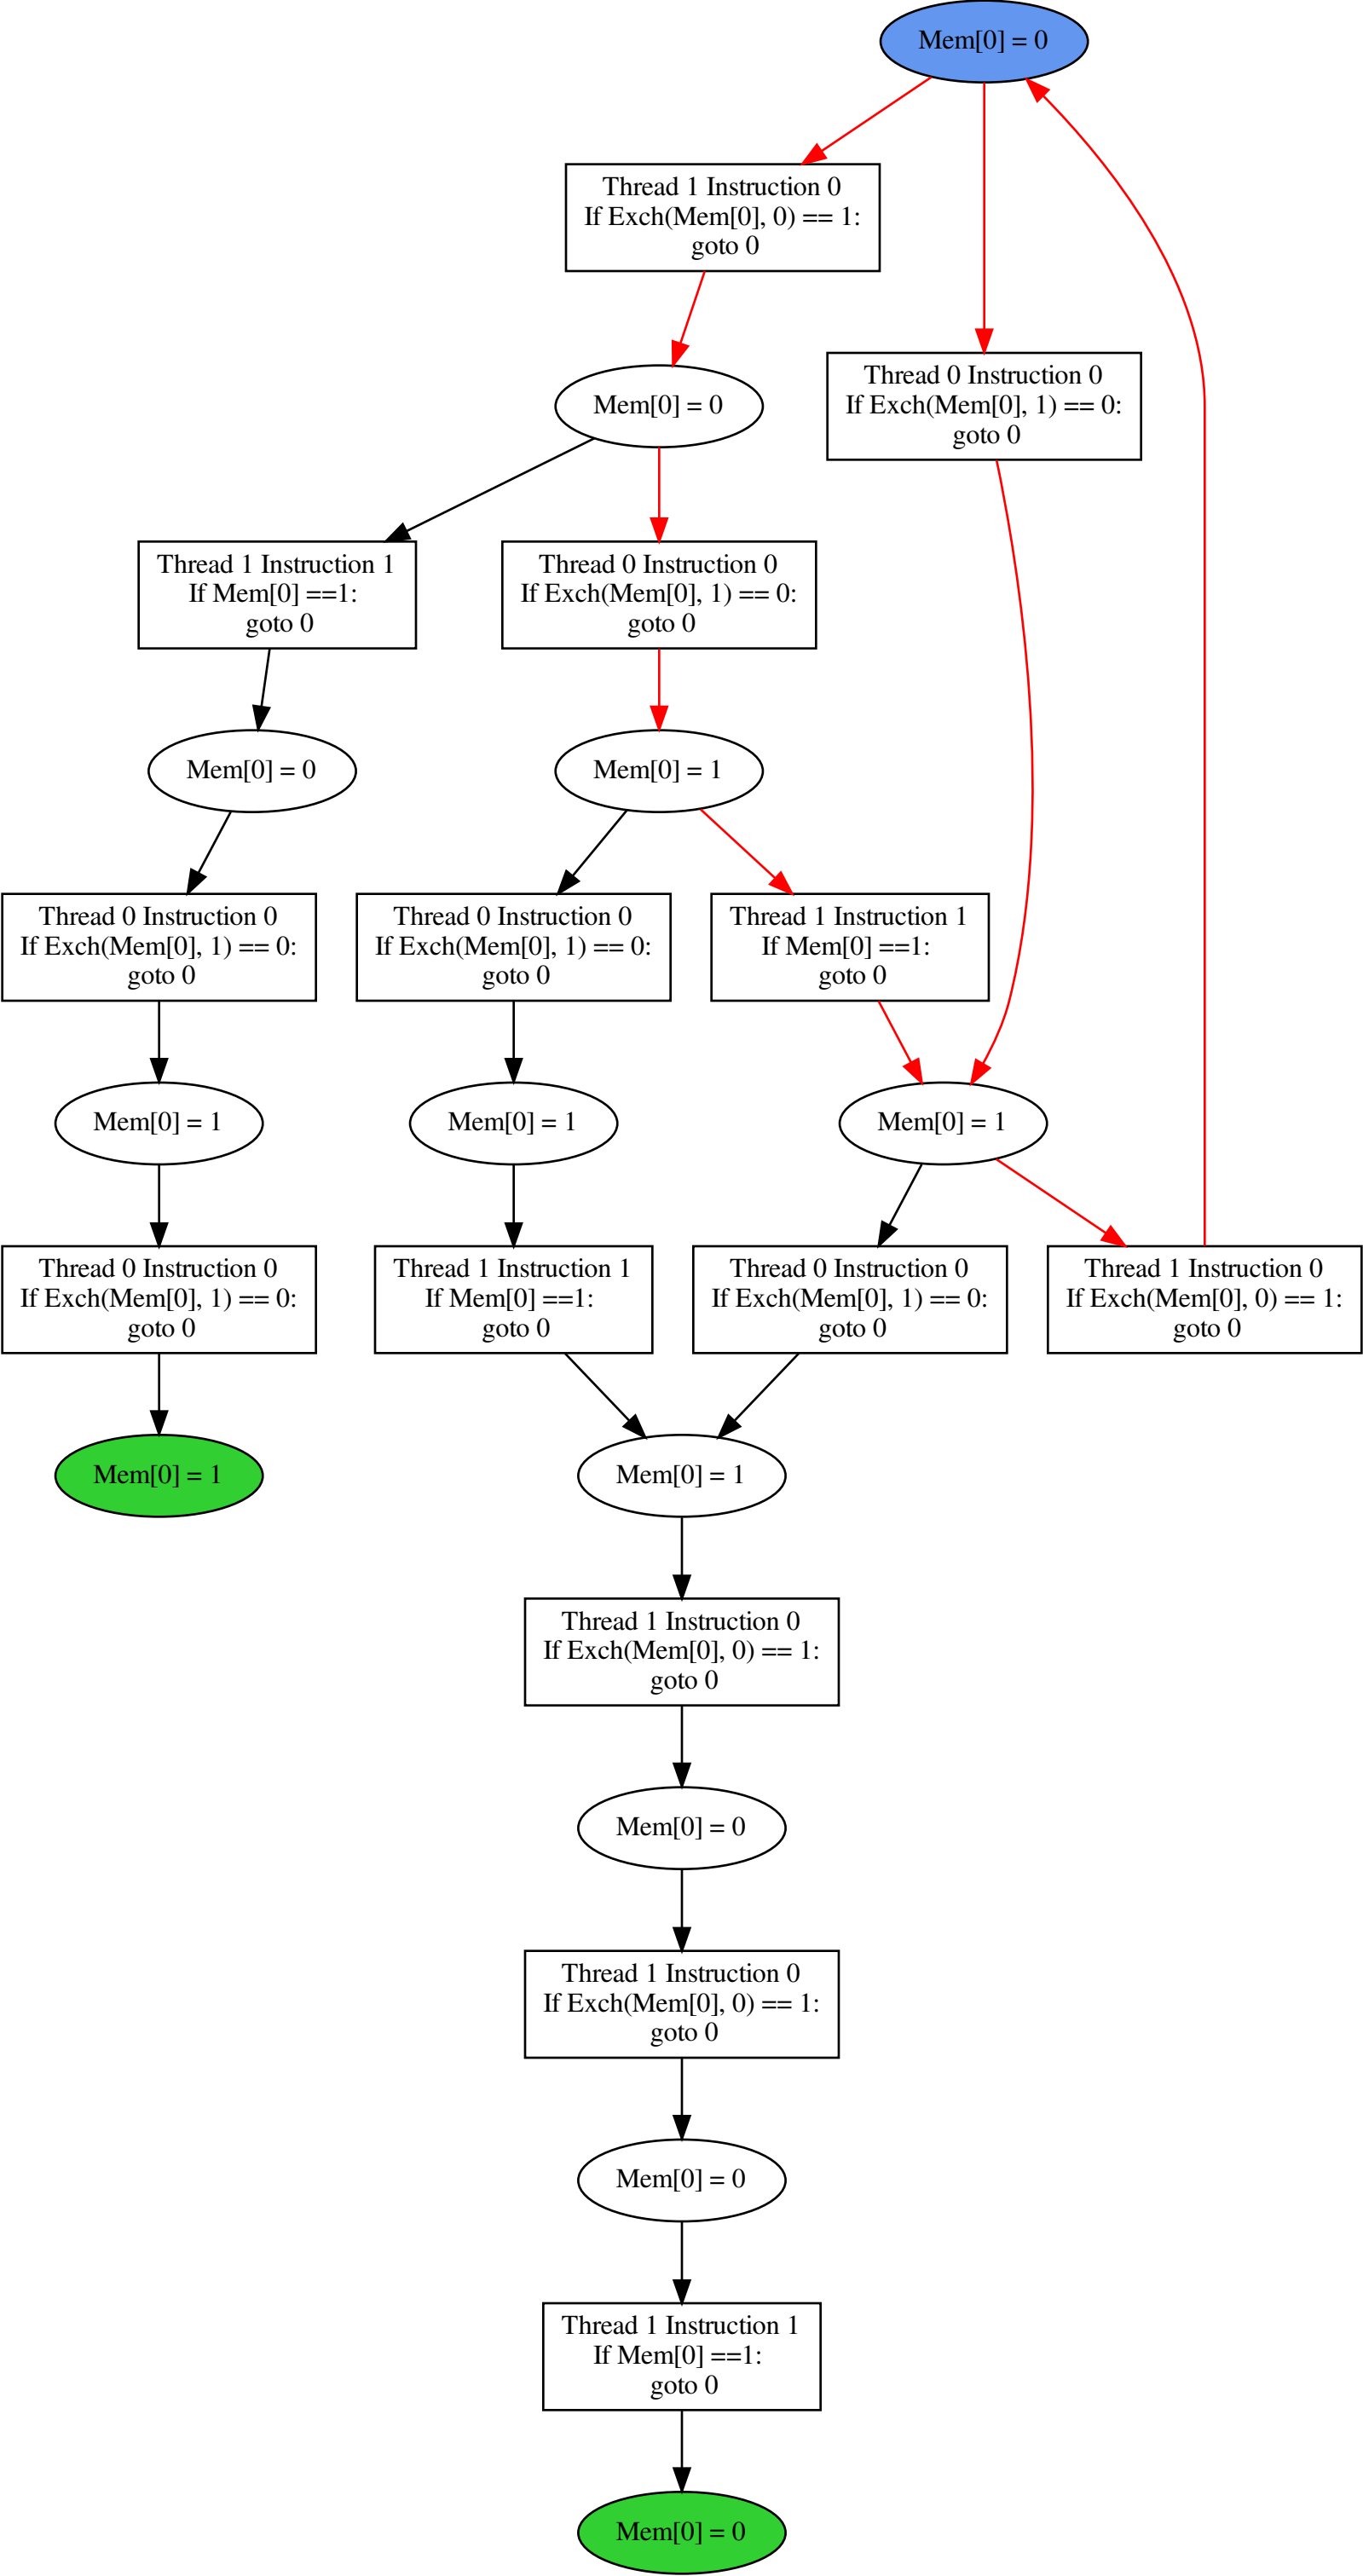 Mem[0] = 0
Thread 1 Instruction 0
If Exch(Mem[0], 0) == 1:
goto 0
Thread 0 Instruction 0
If Exch(Mem[0], 1) == 0:
goto 0
Mem[0] = 0
Thread 1 Instruction 1
If Mem[0] ==1:
goto 0
Thread 0 Instruction 0
If Exch(Mem[0], 1) == 0:
goto 0
Mem[0] = 0
Mem[0] = 1
Thread 0 Instruction 0
If Exch(Mem[0], 1) == 0:
goto 0
Thread 0 Instruction 0
If Exch(Mem[0], 1) == 0:
goto 0
Thread 1 Instruction 1
If Mem[0] ==1:
goto 0
Mem[0] = 1
Mem[0] = 1
Mem[0] = 1
Thread 0 Instruction 0
If Exch(Mem[0], 1) == 0:
goto 0
Thread 1 Instruction 1
If Mem[0] ==1:
goto 0
Thread 0 Instruction 0
If Exch(Mem[0], 1) == 0:
goto 0
Thread 1 Instruction 0
If Exch(Mem[0], 0) == 1:
goto 0
Mem[0] = 1
Mem[0] = 1
Thread 1 Instruction 0
If Exch(Mem[0], 0) == 1:
goto 0
Mem[0] = 0
Thread 1 Instruction 0
If Exch(Mem[0], 0) == 1:
goto 0
Mem[0] = 0
Thread 1 Instruction 1
If Mem[0] ==1:
goto 0
Mem[0] = 0